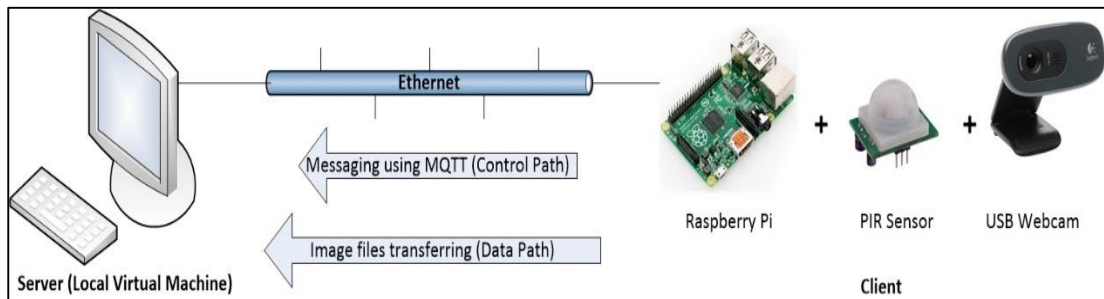 Ethernet
Messaging using MQTT (Control Path)
Image files transferring (Data Path)
Server (Local Virtual Machine)
Raspberry Pi
+
PIR Sensor
+
USB Webcam
Client